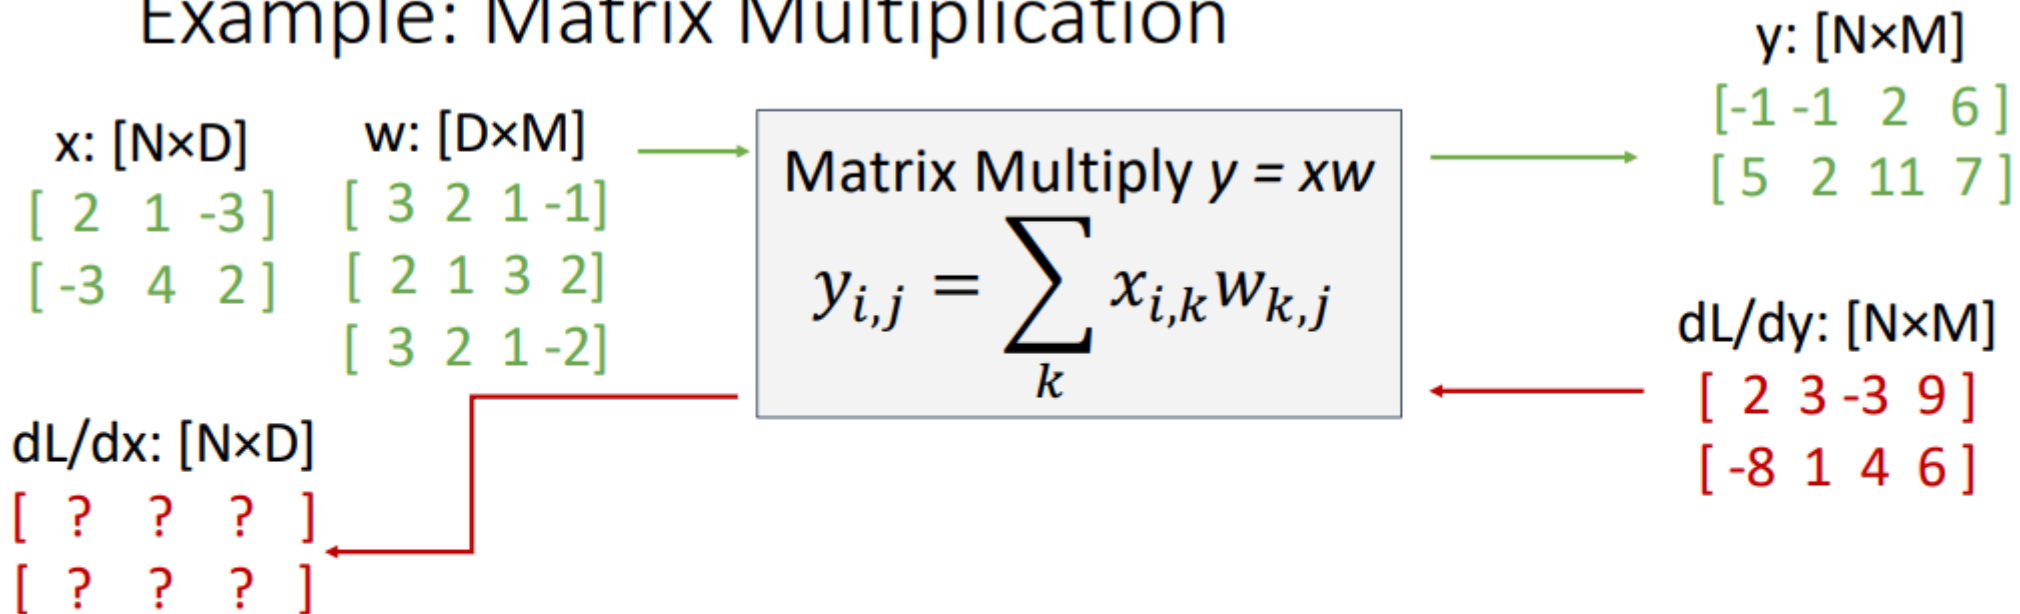 Example: Matrix Multiplication
x: [N×D]
[ 2 1 -3 ]
[ -3 4 2 ]
w: [D×M]
[ 3 2 1 -1]
[ 2 1 3 2]
[ 3 2 1 -2]
Matrix Multiply y = xw
y_{i,j} = \sum_{k} x_{i,k} w_{k,j}
y: [N×M]
[-1 -1 2 6 ]
[ 5 2 11 7 ]
dL/dy: [N×M]
[ 2 3 -3 9 ]
[ -8 1 4 6 ]
dL/dx: [N×D]
[ ? ? ? ]
[ ? ? ? ]